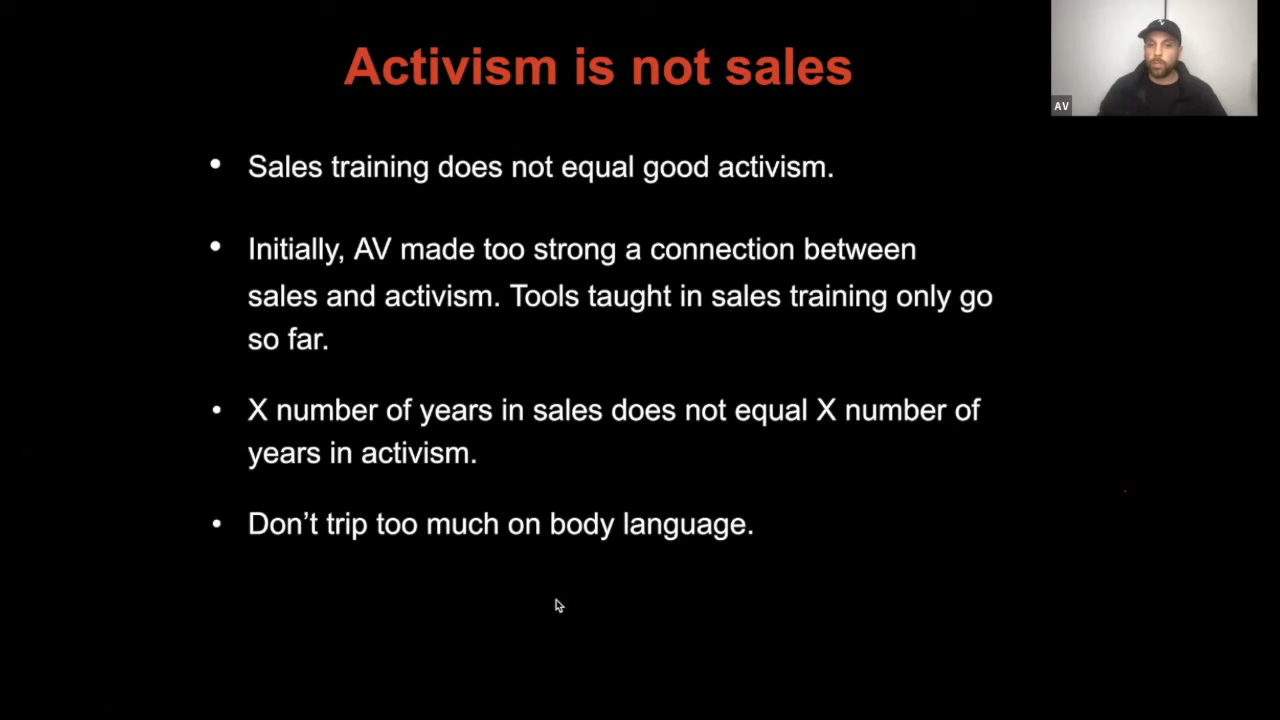 Activism is not sales
AV
• Sales training does not equal good activism.
• Initially, AV made too strong a connection between
sales and activism. Tools taught in sales training only go
so far.
• X number of years in sales does not equal X number of
years in activism.
• Don’t trip too much on body language.